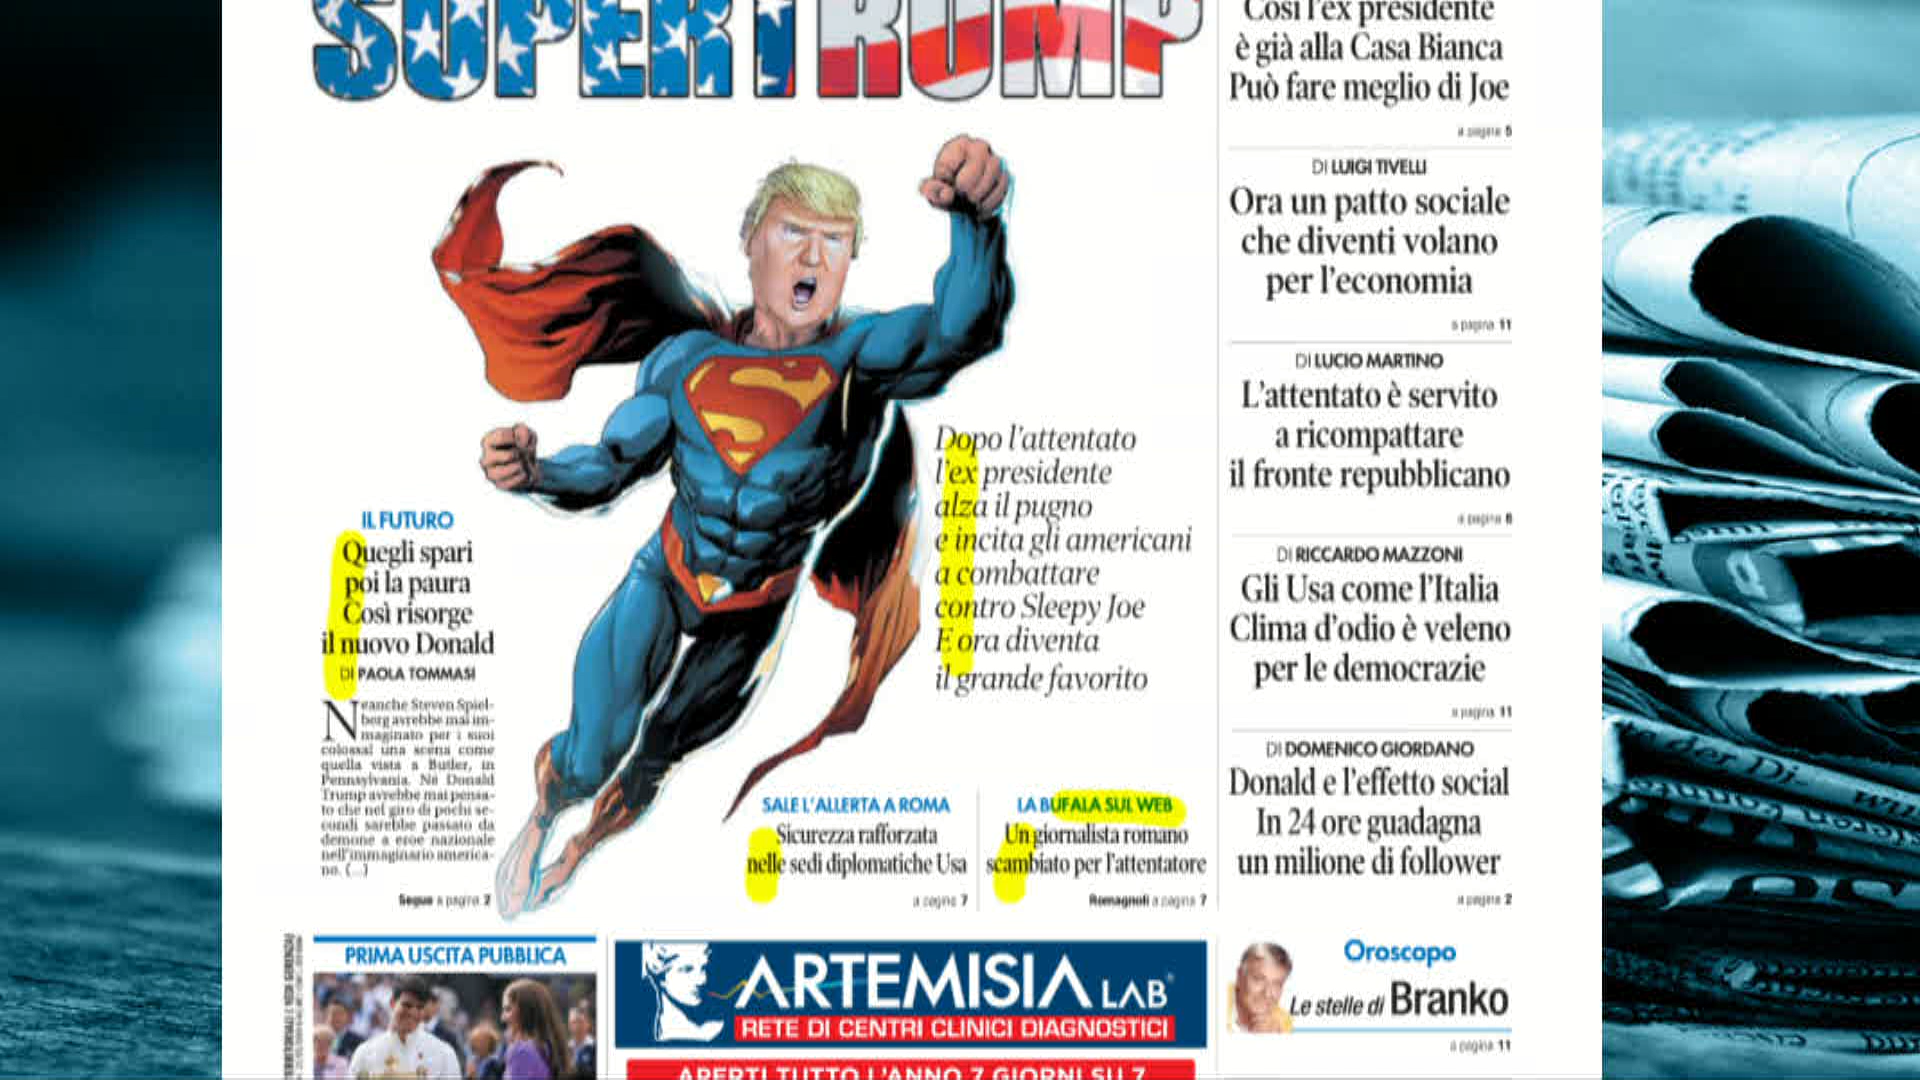 SUPERTRUMP
Così l'ex presidente
è già alla Casa Bianca
Può fare meglio di Joe
a pagina 5
DI LUIGI TIVELLI
Ora un patto sociale
che diventi volano
per l'economia
a pagina 11
DI LUCIO MARTINO
L'attentato è servito
a ricompattare
il fronte repubblicano
a pagina 6
DI RICCARDO MAZZONI
Gli Usa come l'Italia
Clima d'odio è veleno
per le democrazie
a pagina 11
DI DOMENICO GIORDANO
Donald e l'effetto social
In 24 ore guadagna
un milione di follower
a pagina 2
Dopo l'attentato
l'ex presidente
alza il pugno
e incita gli americani
a combattare
contro Sleepy Joe
E ora diventa
il grande favorito
IL FUTURO
Quegli spari
poi la paura
Così risorge
il nuovo Donald
DI PAOLA TOMMASI
Neanche Steven Spiel-
berg avrebbe mai im-
maginato per i suoi
colossal una scena come
quella vista a Butler, in
Pennsylvania. Né Donald
Trump avrebbe mai pensa-
to che nel giro di pochi se-
condi sarebbe passato da
demone a eroe nazionale
nell'immaginario america-
no. (...)
Segue a pagina 2
SALE L'ALLERTA A ROMA
Sicurezza rafforzata
nelle sedi diplomatiche Usa
a pagina 7
LA BUFALA SUL WEB
Un giornalista romano
scambiato per l'attentatore
Romagnoli a pagina 7
PRIMA USCITA PUBBLICA
ARTEMISIA LAB®
RETE DI CENTRI CLINICI DIAGNOSTICI
APERTI TUTTO L'ANNO 7 GIORNI SU 7
Oroscopo
Le stelle di Branko
a pagina 11